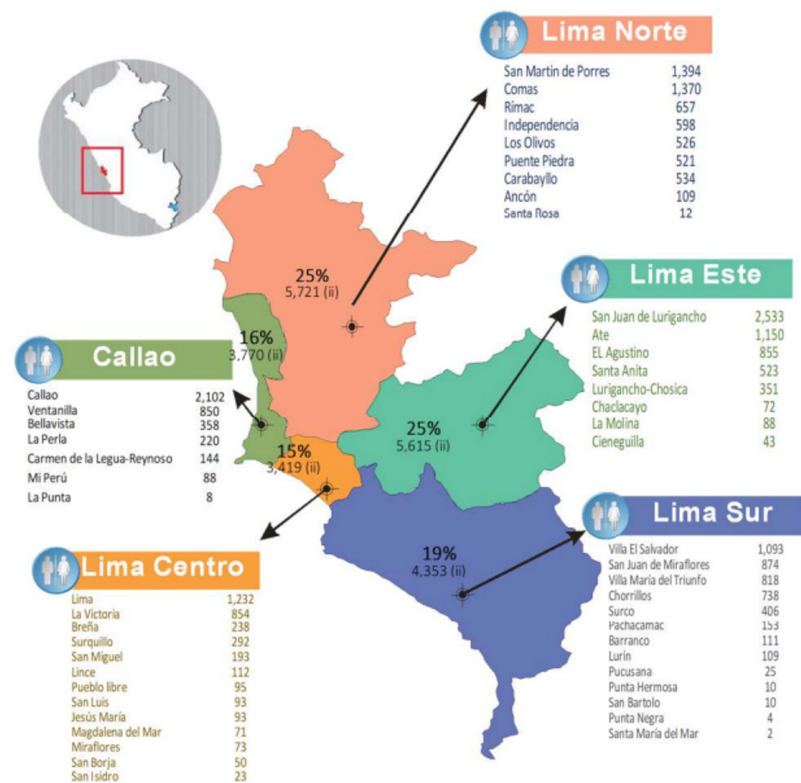 Lima Norte
San Martin de Porres 1,394
Comas 1,370
Rímac 657
Independencia 598
Los Olivos 526
Puente Piedra 521
Carabayllo 534
Ancón 109
Santa Rosa 12
25%
5,721 (ii)
Lima Este
San Juan de Lurigancho 2,533
Ate 1,150
EL Agustino 855
Santa Anita 523
Lurigancho-Chosica 351
Chaclacayo 72
La Molina 88
Cieneguilla 43
16%
3,770 (ii)
Callao
Callao 2,102
Ventanilla 850
Bellavista 358
La Perla 220
Carmen de la Legua-Reynoso 144
Mi Perú 88
La Punta 8
25%
5,615 (ii)
15%
3,419 (ii)
Lima Sur
Villa El Salvador 1,093
San Juan de Miraflores 874
Villa María del Triunfo 818
Chorrillos 738
Surco 406
Pachacamac 153
Barranco 111
Lurín 109
Pucusana 25
Punta Hermosa 10
San Bartolo 10
Punta Negra 4
Santa María del Mar 2
19%
4,353 (ii)
Lima Centro
Lima 1,232
La Victoria 854
Breña 238
Surquillo 292
San Miguel 193
Lince 112
Pueblo libre 95
San Luis 93
Jesús María 93
Magdalena del Mar 71
Miraflores 73
San Borja 50
San Isidro 23